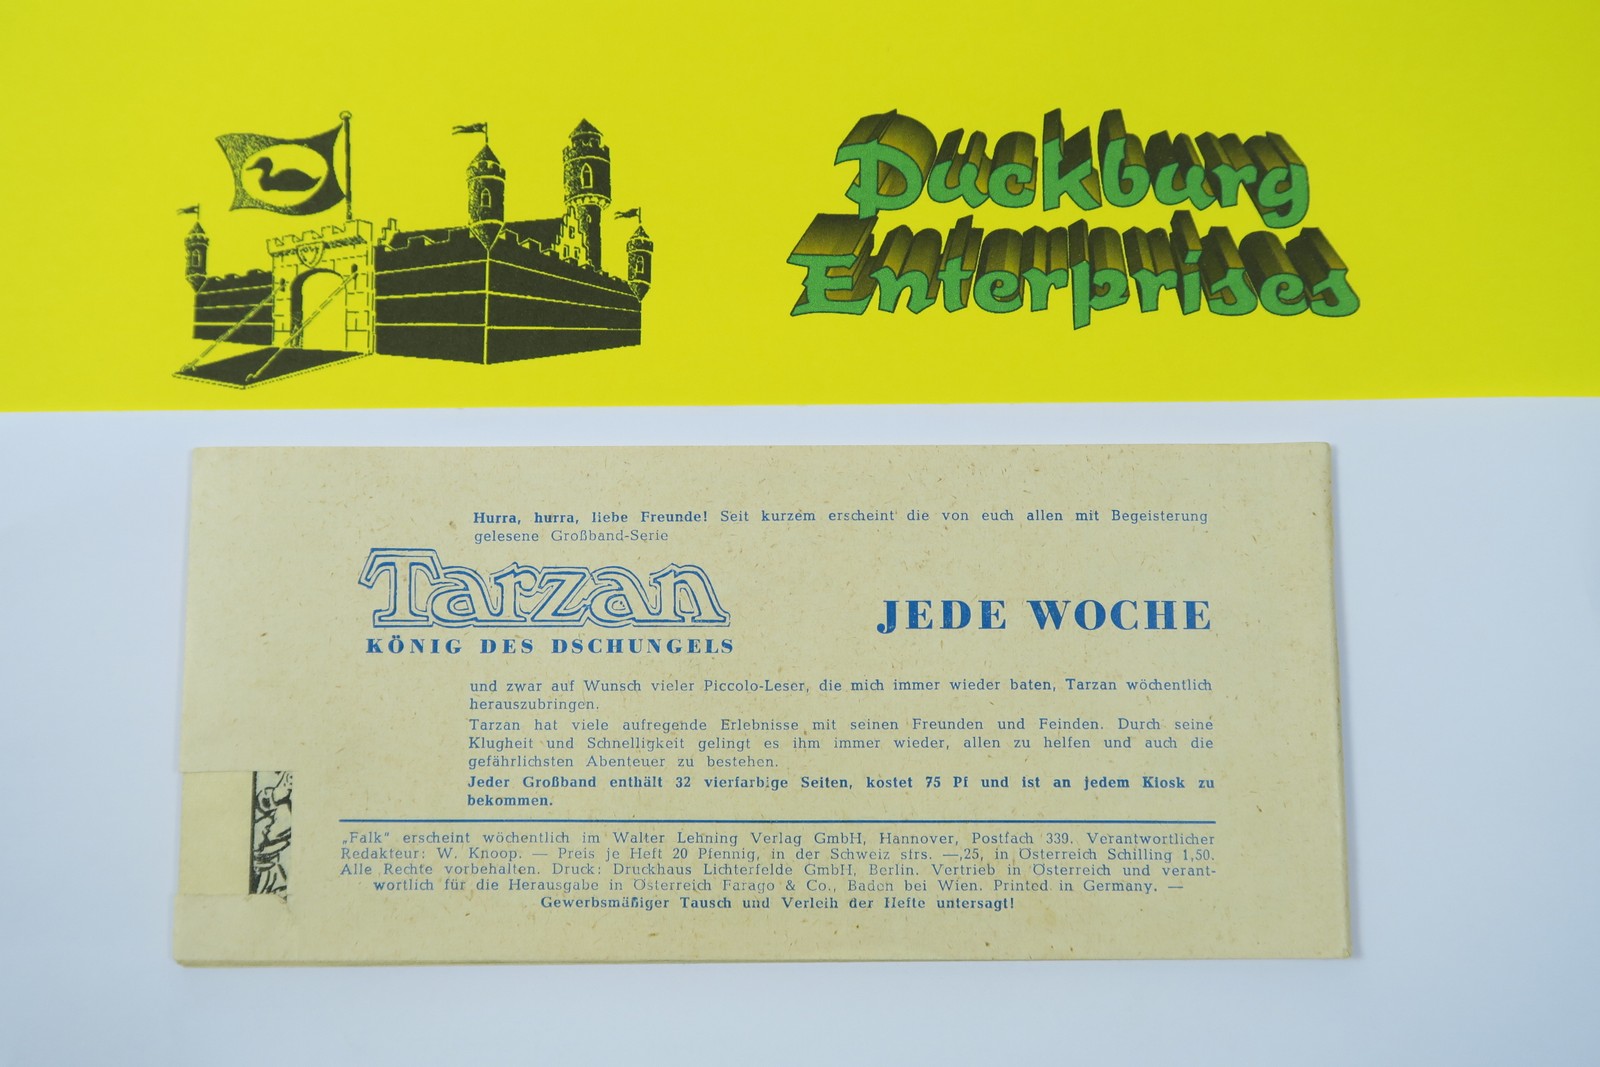 Duckburg
Enterprises
Hurra, hurra, liebe Freunde! Seit kurzem erscheint die von euch allen mit Begeisterung
gelesene Großband-Serie
Tarzan
KÖNIG DES DSCHUNGELS
JEDE WOCHE
und zwar auf Wunsch vieler Piccolo-Leser, die mich immer wieder baten, Tarzan wöchentlich
herauszubringen.
Tarzan hat viele aufregende Erlebnisse mit seinen Freunden und Feinden. Durch seine
Klugheit und Schnelligkeit gelingt es ihm immer wieder, allen zu helfen und auch die
gefährlichsten Abenteuer zu bestehen.
Jeder Großband enthält 32 vierfarbige Seiten, kostet 75 Pf und ist an jedem Kiosk zu
bekommen.
„Falk“ erscheint wöchentlich im Walter Lehning Verlag GmbH, Hannover, Postfach 339. Verantwortlicher
Redakteur: W. Knoop. — Preis je Heft 20 Pfennig, in der Schweiz sfrs. —,25, in Österreich Schilling 1,50.
Alle Rechte vorbehalten. Druck: Druckhaus Lichterfelde GmbH, Berlin. Vertrieb in Österreich und verant-
wortlich für die Herausgabe in Österreich Farago & Co., Baden bei Wien. Printed in Germany. —
Gewerbsmäßiger Tausch und Verleih der Hefte untersagt!